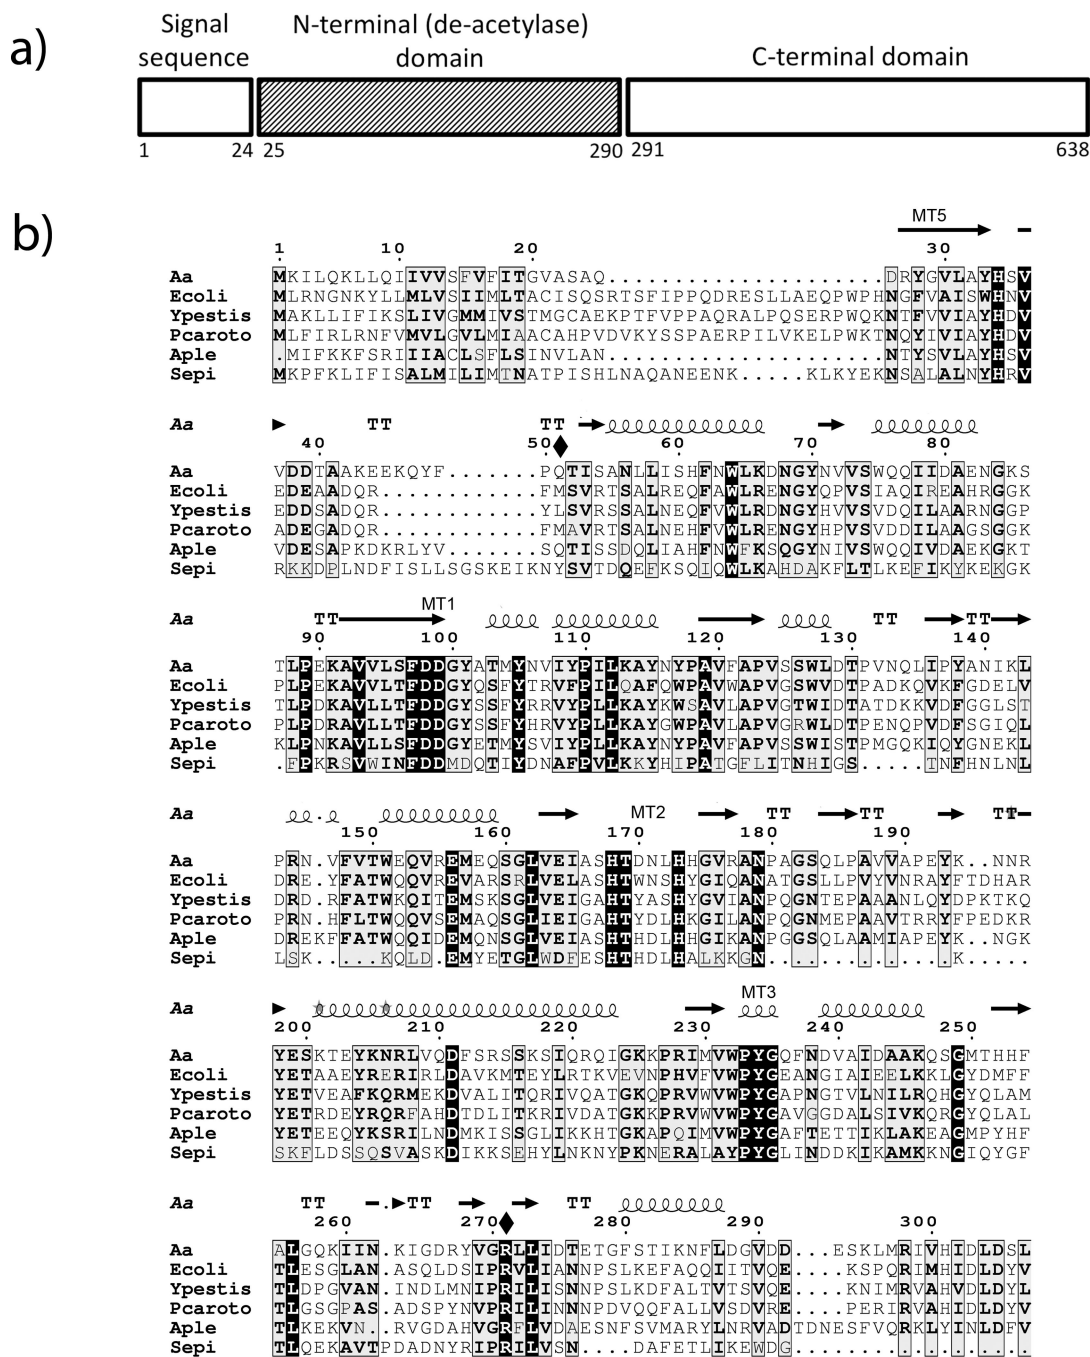 a)
Signal
sequence
N-terminal (de-acetylase)
domain
C-terminal domain
1 24 25 290 291 638
b)
MT5
1 10 20 30
Aa MKILQKLLQIIVVSFVFITGVASAQ.....................DRYGVLAYHSV
Ecoli MLRNGNKYLLMLVSIIMLTACISQSRTSFIPPQDRESLLAEQPWPHNGFVAISWHNV
Ypestis MAKLLIFIKSLIVGMMIVSTMGCAEKPTFVPPAQRALPQSERPWQKNTFVVIAYHDV
Pcaroto MLFIRLRNFVMVLGVLMIAACAHPVDVKYSSPAERPILVKELPWKTNQYIVIAYHDV
Aple .MIFKKFSRIIIACLSFLSINVLAN.....................NTYSVLAYHSV
Sepi MKPFKLIFISALMILIMTNATPISHLNAQANEENK.....KLKYEKNSALALNYHRV
Aa TT TT
40 50 60 70 80
Aa VDDTAAKEEKQYF.......PQTISANLLISHFNWLKDNGYNVVSWQQIIDAENGKS
Ecoli EDEAADQR............FMSVRTSALREQFAWLRENGYQPVSIAQIREAHRGGK
Ypestis EDDSADQR............YLSVRSSALNEQFVWLRDNGYQPVSVDQILAARNGGP
Pcaroto ADEGADQR............FMAVRTSALNEHFVWLRENGYHPVSVDDILAAGSGGK
Aple VDESAPKDKRLYV.......SQTISSDQLIAHFNWFKSQGYNIVSWQQIVDAEKGKT
Sepi RKKDPLNDFISLLSGSKEIKNYSVTDQEFKSQIQWLKAHDAKFLTLKEFIKYKEKGK
Aa TT MT1 TT TT
90 100 110 120 130 140
Aa TLPEKAVVLSFDDGYATMYNVIYPILKAYNYPAVFAPVSSWLDTPVNQLIPYANIKL
Ecoli PLPEKAVVLTFDDGYQSFYTRVFPILQAFQWPAVWAPVGSWVDTPADKQVKFGDELV
Ypestis TLPDKAVLLTFDDGYSSFYRRVYPLLKAYKWSAVLAPVGTWIDTATDKKVDFGGLST
Pcaroto PLPDRAVLLTFDDGYSSFYHRVYPLLKAYGWPAVLAPVGRWLDTPENQPVDFSGIQL
Aple KLPNKAVLLSFDDGYETMYSVIYPLLKAYNYPAVFAPVSSWISTPMGQKIQYGNEKL
Sepi .FPKRSVWINFDDMDQTIYDNAFPVLKKYHIPATGFLITNHIGS.....TNFHNLNL
Aa MT2 TT TT TT
150 160 170 180 190
Aa PRN.VFVTWEQVREMEQSGLVEIASHTDNLHHGVRANPAGSQLPAVVAPEYK..NNR
Ecoli DRE.YFATWQQVREVARSRLVELASHTWNSHYGIQANATGSLLPVYVNRAYFTDHAR
Ypestis DRD.RFATWKQITEMSKSGLVEIGAHTYASHYGVIANPQGNTEPAAANLQYDPKTKQ
Pcaroto PRN.HFLTWQQVSEMAQSGLIEIGAHTYDLHKGILANPQGNMEPAAVTRRYFPEDKR
Aple DREKFFATWQQIDEMQNSGLVEIASHTHDLHHGIKANPGGSQLAAMIAPEYK..NGK
Sepi LSK....KQLD.EMYETGLWDFESHTHDLHALKKGN..............K.....
Aa MT3
200 210 220 230 240 250
Aa YESKTEYKNRLVQDFSRSSKSIQRQIGKKPRIMVWPYGQFNDVAIDAAKQSGMTHHF
Ecoli YETAAEYRERIRLDAVKMTEYLRTKVEVNPHVFVWPYGEANGIAIEELKKLGYDMFF
Ypestis YETVEAFKQRMEKDVALITQRIVQATGKQPRVWVWPYGAPNGTVLNILRQHGYQLAM
Pcaroto YETRDEYRQRFAHDTDLITKRIVDATGKKPRVWVWPYGAVGGDALSIVKQRGYQLAL
Aple YETEEQYKSRILNDMKISSGLIKKHTGKAPQIMVWPYGAFTETTIKLAKEAGMPYHF
Sepi SKFLDSSQSVASKDIKKSEHYLNKNYPKNERALAYPYGLINDDKIKAMKKNGIQYGF
Aa TT TT TT
260 270 280 290 300
Aa ALGQKIIN.KIGDRYVGRLLIDTETGFSTIKNFLDGVDD...ESKLMRIVHIDLDSL
Ecoli TLESGLAN.ASQLDSIPRVLIANNPSLKEFAQQIITVQE....KSPQRIMHIDLDYV
Ypestis TLDPGVAN.INDLMNIPRILISNNPSLKDFALTVTSVQE....KNIMRVAHVDLDYV
Pcaroto TLGSGPAS.ADSPYNVPRILINNNPDVQQFALLVSDVRE....PERIRVAHIDLDYV
Aple TLKEKVN..RVGDAHVGRFLVDAESNFSVMARYLNRVADTDNESFVQRKLYINLDFV
Sepi TLQEKAVTPDADNYRIPRILVSN....DAFETLIKEWDG..................